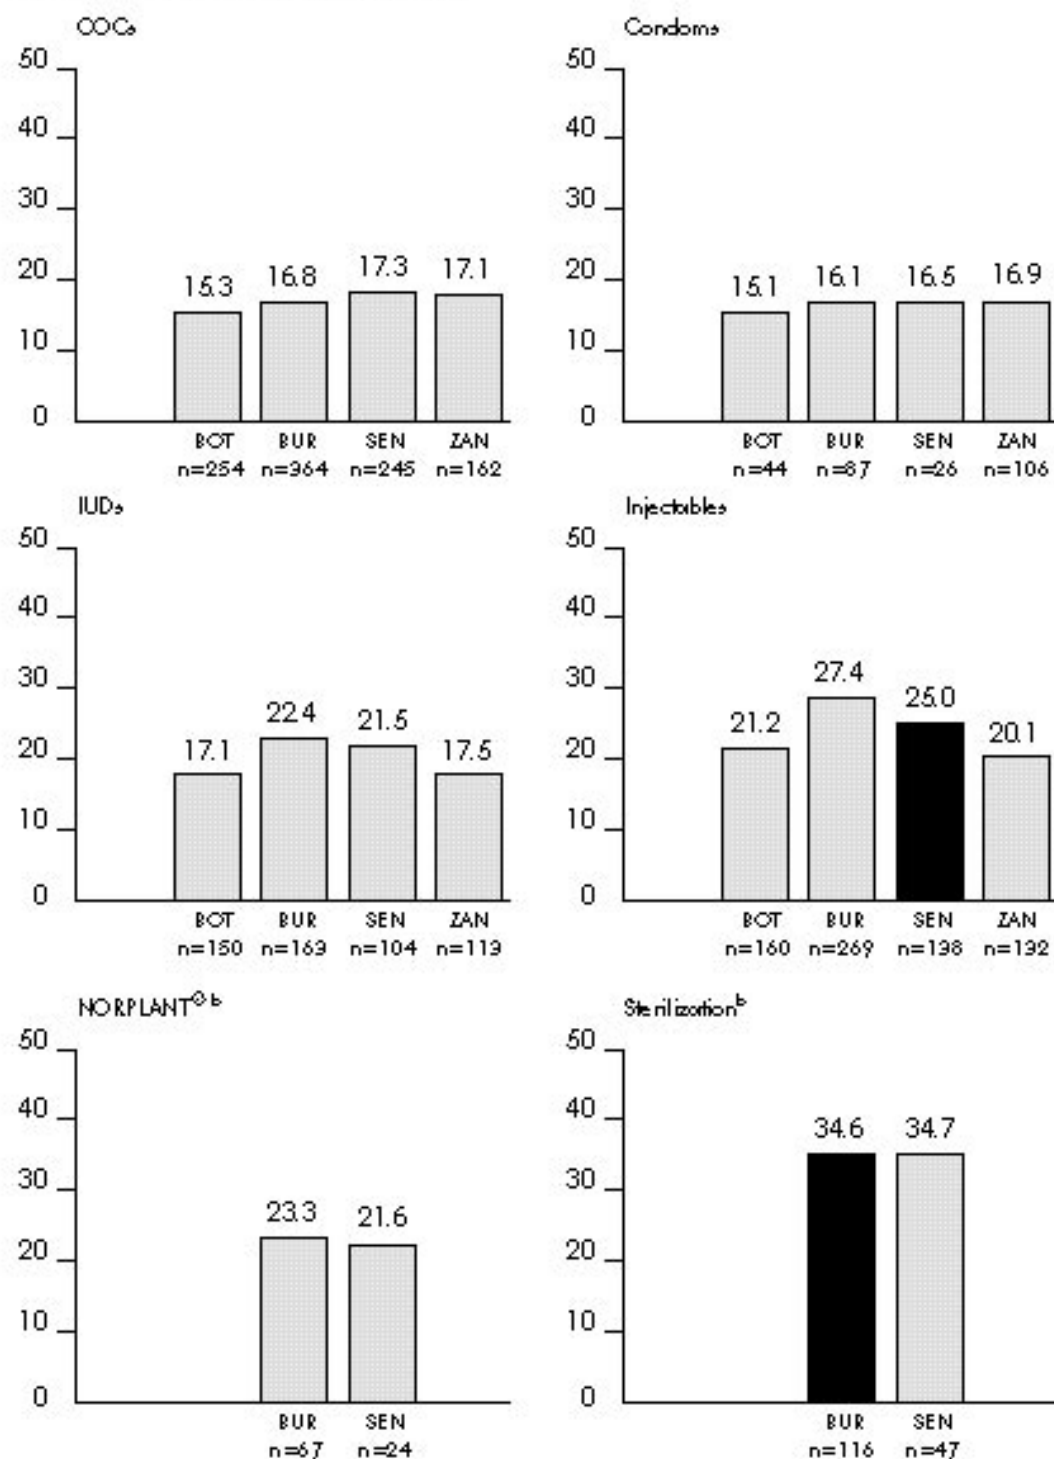 COCs
50
40
30
20
10
0
15.3 16.8 17.3 17.1
BOT BUR SEN ZAN
n=254 n=364 n=245 n=162
Condoms
50
40
30
20
10
0
15.1 16.1 16.5 16.9
BOT BUR SEN ZAN
n=44 n=87 n=26 n=106
IUDs
50
40
30
20
10
0
17.1 22.4 21.5 17.5
BOT BUR SEN ZAN
n=150 n=163 n=104 n=113
Injectables
50
40
30
20
10
0
21.2 27.4 25.0 20.1
BOT BUR SEN ZAN
n=160 n=269 n=138 n=132
NORPLANT® b
50
40
30
20
10
0
23.3 21.6
BUR SEN
n=67 n=24
Sterilization b
50
40
30
20
10
0
34.6 34.7
BUR SEN
n=116 n=47